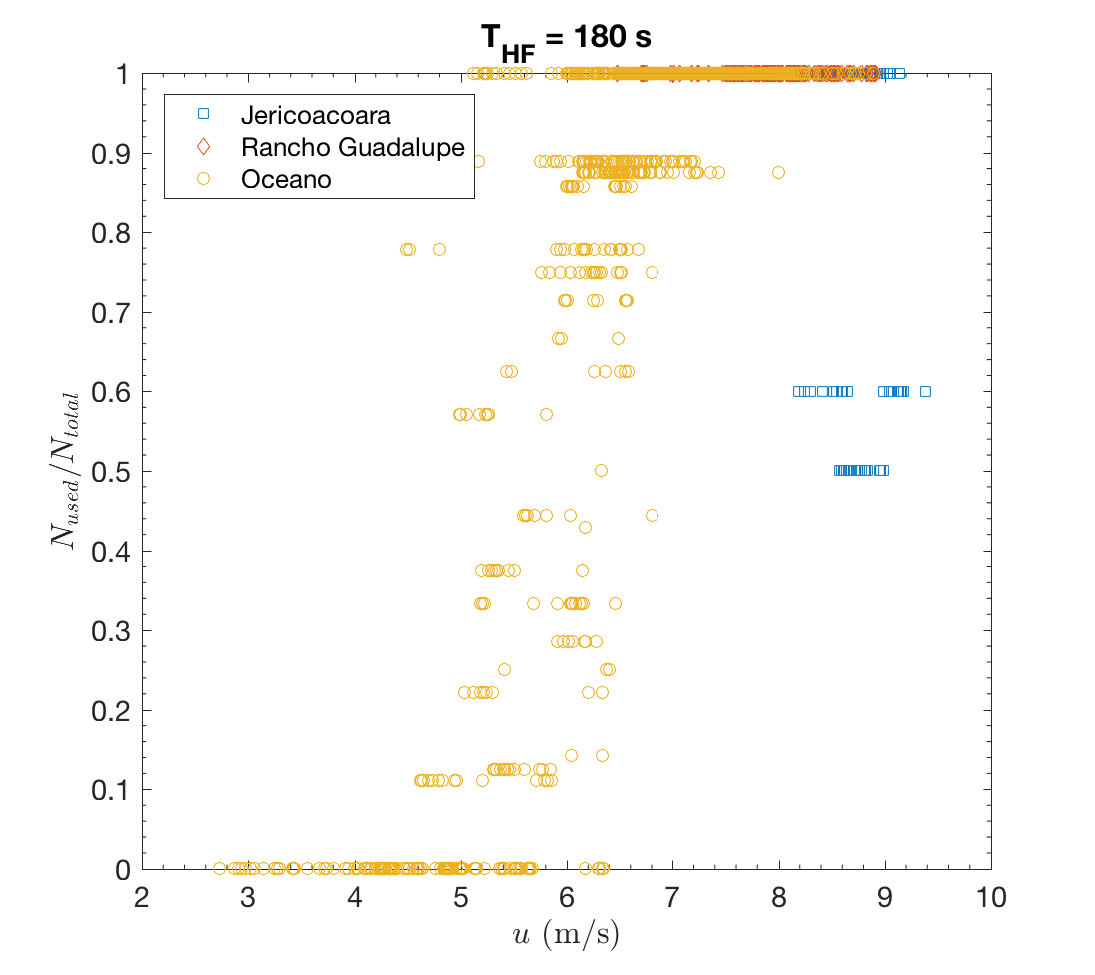 T_HF = 180 s
Jericoacoara
Rancho Guadalupe
Oceano
1
0.9
0.8
0.7
0.6
0.5
0.4
0.3
0.2
0.1
0
N_used/N_total
2 3 4 5 6 7 8 9 10
u (m/s)